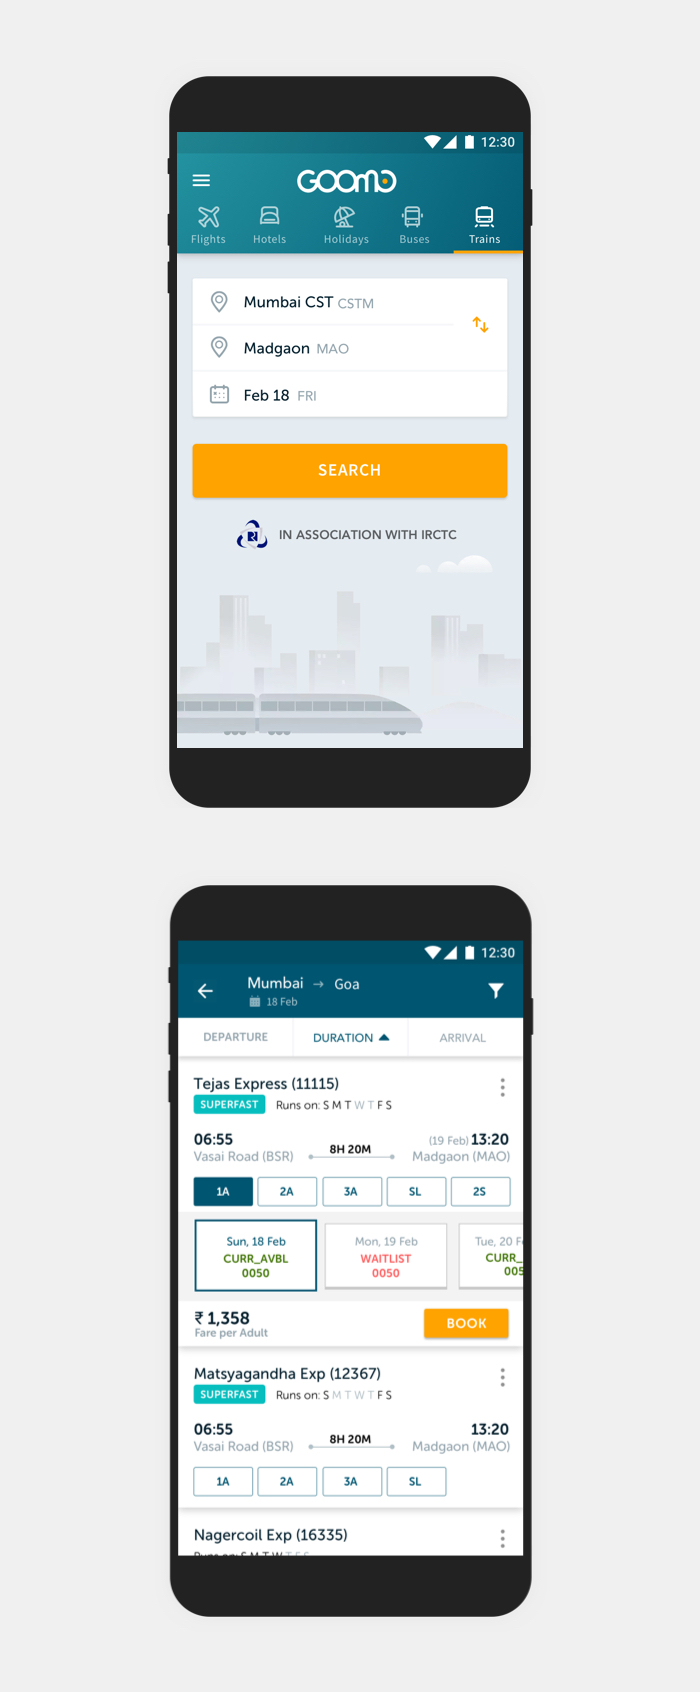 12:30
GOOMO
Flights Hotels Holidays Buses Trains
Mumbai CST CSTM
Madgaon MAO
Feb 18 FRI
SEARCH
IN ASSOCIATION WITH IRCTC
12:30
Mumbai → Goa
18 Feb
DEPARTURE DURATION ARRIVAL
Tejas Express (11115)
SUPERFAST Runs on: S M T W T F S
06:55 8H 20M (19 Feb) 13:20
Vasai Road (BSR) Madgaon (MAO)
1A 2A 3A SL 2S
Sun, 18 Feb Mon, 19 Feb Tue, 20 F
CURR_AVBL WAITLIST CURR_
0050 0050 005
₹ 1,358 BOOK
Fare per Adult
Matsyagandha Exp (12367)
SUPERFAST Runs on: S M T W T F S
06:55 8H 20M 13:20
Vasai Road (BSR) Madgaon (MAO)
1A 2A 3A SL
Nagercoil Exp (16335)
Runs on: S M T W T F S